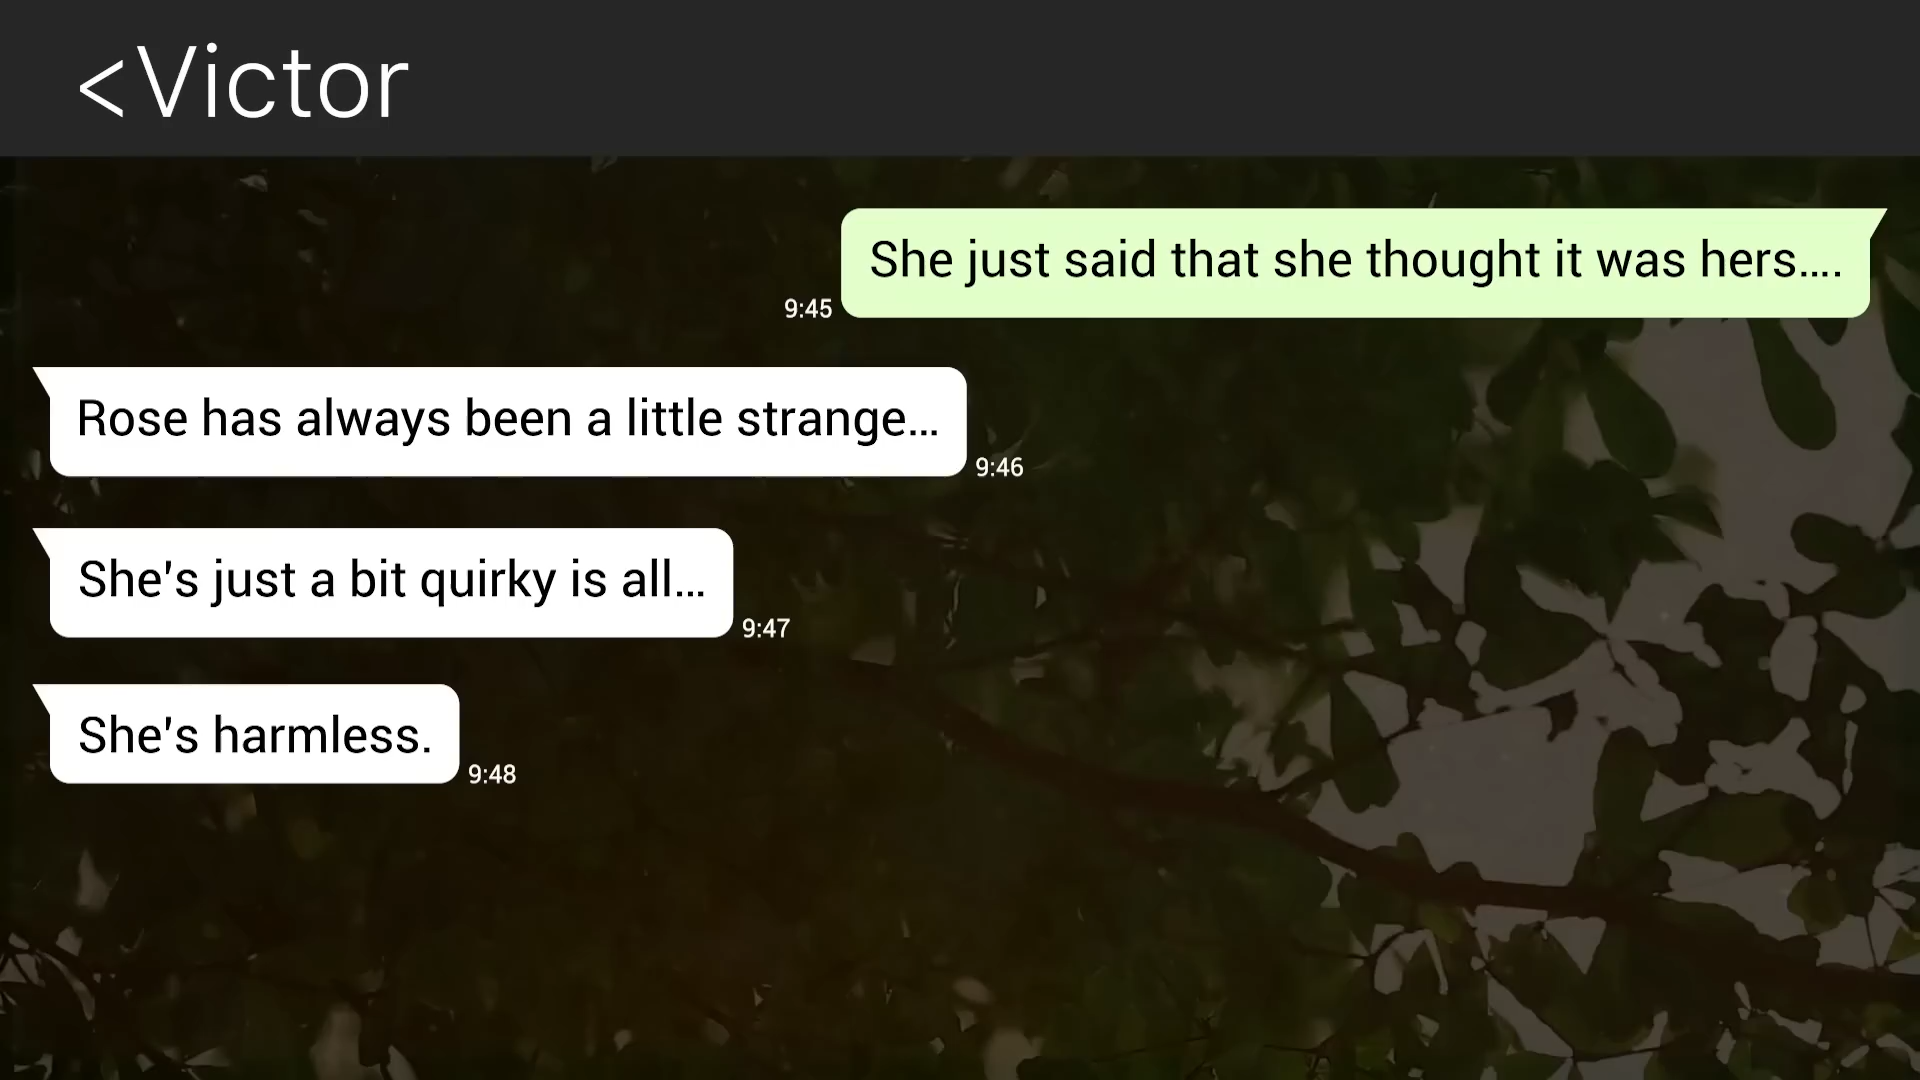 <Victor
She just said that she thought it was hers....
9:45
Rose has always been a little strange...
9:46
She's just a bit quirky is all...
9:47
She's harmless.
9:48